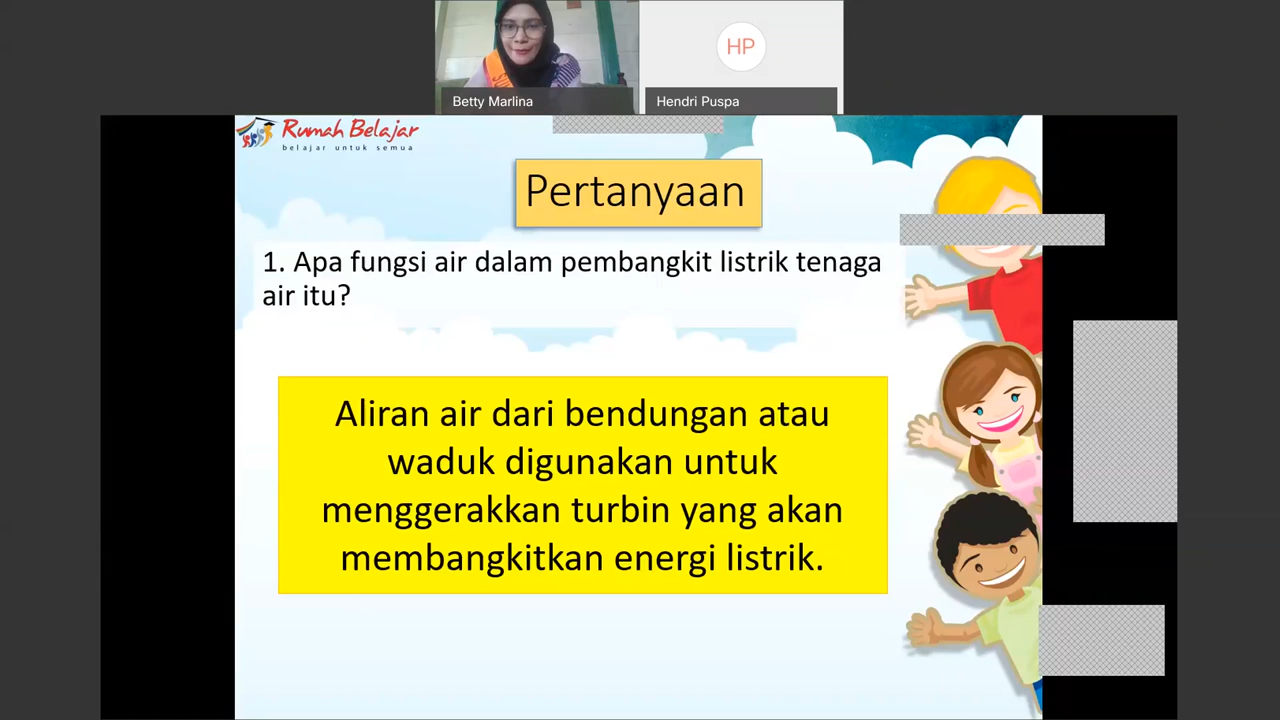 HP
Betty Marlina
Hendri Puspa
Rumah Belajar
belajar untuk semua
Pertanyaan
1. Apa fungsi air dalam pembangkit listrik tenaga
air itu?
Aliran air dari bendungan atau
waduk digunakan untuk
menggerakkan turbin yang akan
membangkitkan energi listrik.